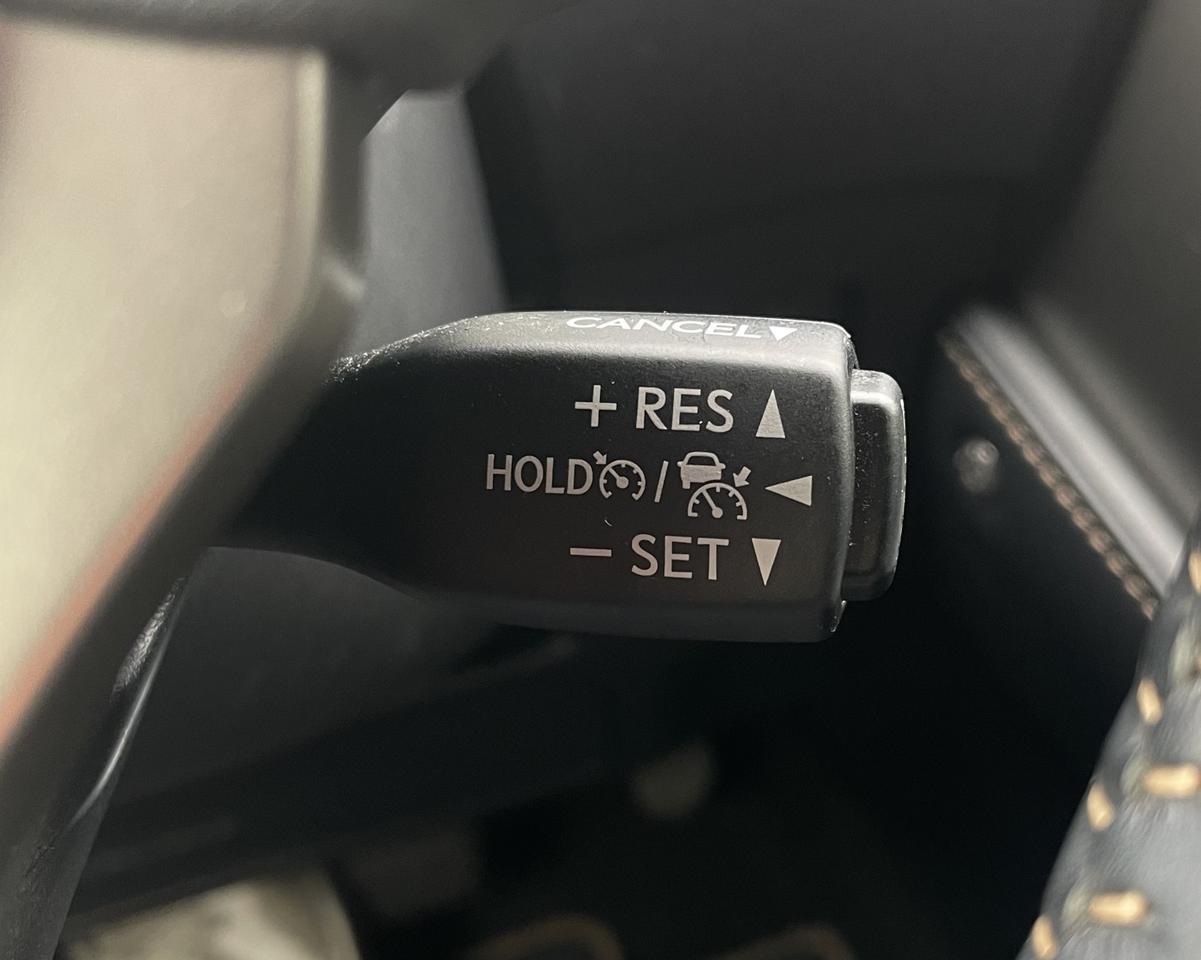 CANCEL▼
+ RES ▲
HOLD / ◀
− SET ▼